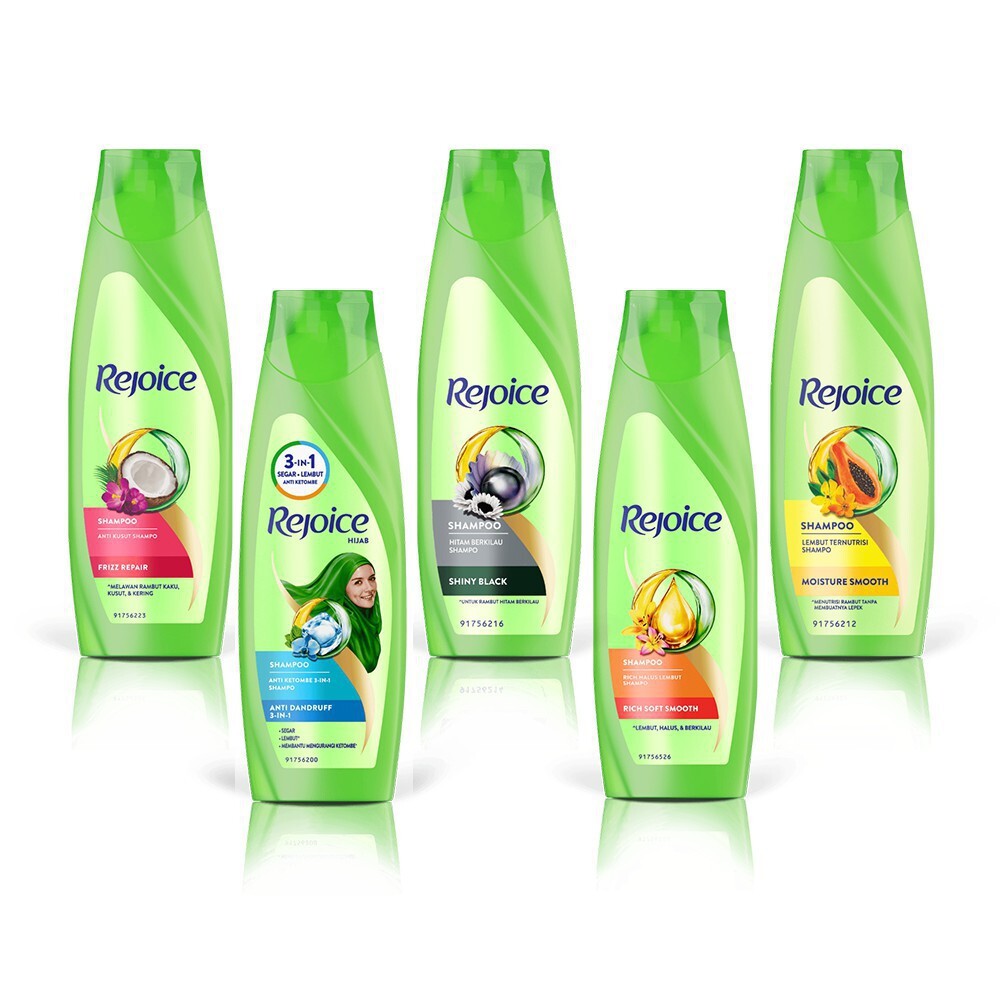 Rejoice
SHAMPOO
ANTI KUSUT SHAMPO
FRIZZ REPAIR
*MELAWAN RAMBUT KAKU,
KUSUT, & KERING
91756223
3-IN-1
SEGAR • LEMBUT
ANTI KETOMBE
Rejoice
HIJAB
SHAMPOO
ANTI KETOMBE 3-IN-1
SHAMPO
ANTI DANDRUFF
3-IN-1
• SEGAR
• LEMBUT*
• MEMBANTU MENGURANGI KETOMBE*
91756200
Rejoice
SHAMPOO
HITAM BERKILAU
SHAMPO
SHINY BLACK
*UNTUK RAMBUT HITAM BERKILAU
91756216
Rejoice
SHAMPOO
RICH HALUS LEMBUT
SHAMPO
RICH SOFT SMOOTH
*LEMBUT, HALUS, & BERKILAU
91756526
Rejoice
SHAMPOO
LEMBUT TERNUTRISI
SHAMPO
MOISTURE SMOOTH
*MENUTRISI RAMBUT TANPA
MEMBUATNYA LEPEK
91756212